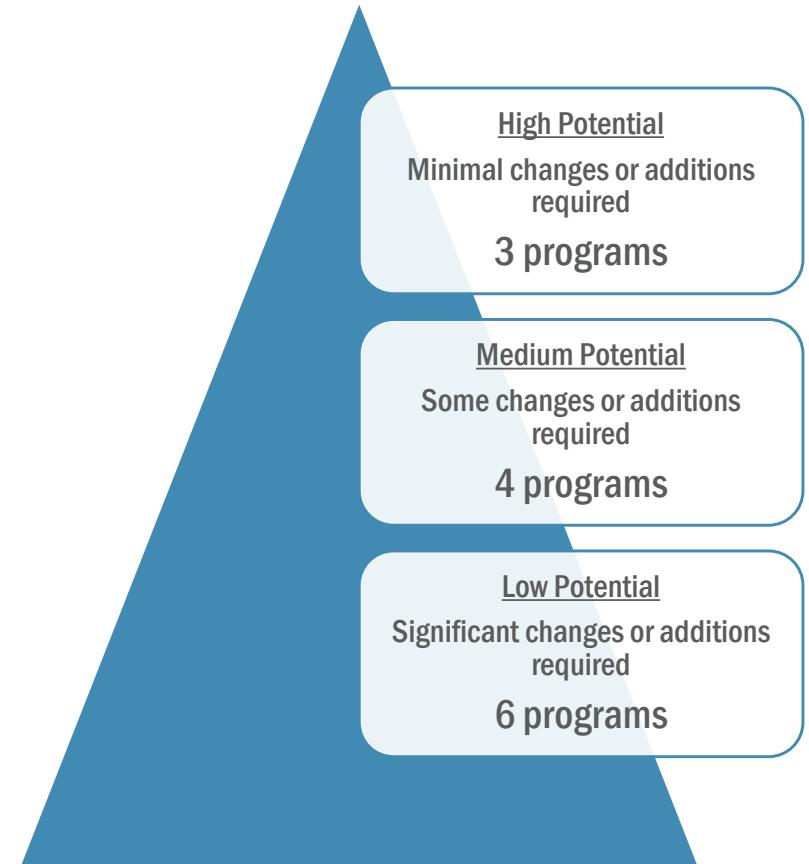 High Potential
Minimal changes or additions
required
3 programs
Medium Potential
Some changes or additions
required
4 programs
Low Potential
Significant changes or additions
required
6 programs